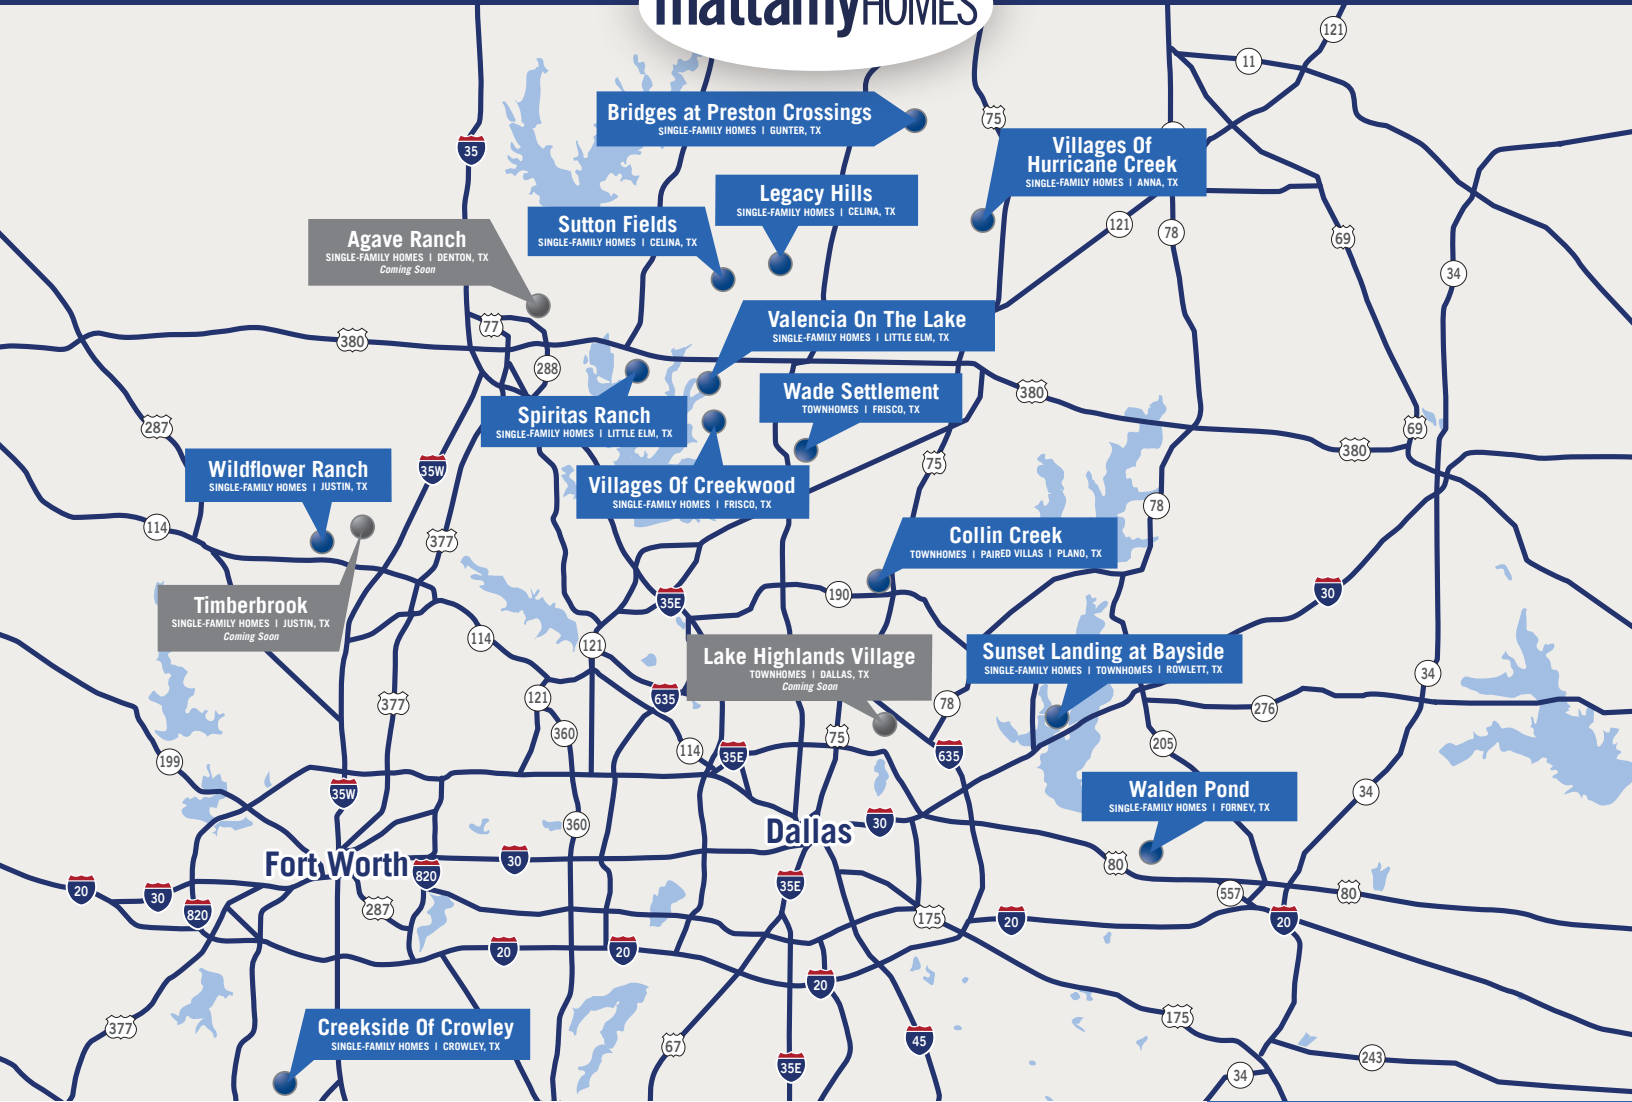 mattamyHOMES
121
11
75
35
Bridges at Preston Crossings
SINGLE-FAMILY HOMES | GUNTER, TX
Villages Of
Hurricane Creek
SINGLE-FAMILY HOMES | ANNA, TX
Legacy Hills
SINGLE-FAMILY HOMES | CELINA, TX
Sutton Fields
SINGLE-FAMILY HOMES | CELINA, TX
121
78
69
34
Agave Ranch
SINGLE-FAMILY HOMES | DENTON, TX
Coming Soon
77
380
288
Valencia On The Lake
SINGLE-FAMILY HOMES | LITTLE ELM, TX
Wade Settlement
TOWNHOMES | FRISCO, TX
380
Spiritas Ranch
SINGLE-FAMILY HOMES | LITTLE ELM, TX
287
69
380
75
35W
Wildflower Ranch
SINGLE-FAMILY HOMES | JUSTIN, TX
Villages Of Creekwood
SINGLE-FAMILY HOMES | FRISCO, TX
78
114
377
Collin Creek
TOWNHOMES | PAIRED VILLAS | PLANO, TX
190
35E
30
Timberbrook
SINGLE-FAMILY HOMES | JUSTIN, TX
Coming Soon
114
121
Lake Highlands Village
TOWNHOMES | DALLAS, TX
Coming Soon
Sunset Landing at Bayside
SINGLE-FAMILY HOMES | TOWNHOMES | ROWLETT, TX
34
377
121
635
78
276
360
75
205
114
35E
635
199
35W
Walden Pond
SINGLE-FAMILY HOMES | FORNEY, TX
34
360
Dallas
30
Fort Worth
820
30
80
20
30
820
287
35E
175
20
557
80
20
20
20
20
377
175
Creekside Of Crowley
SINGLE-FAMILY HOMES | CROWLEY, TX
67
35E
45
34
243